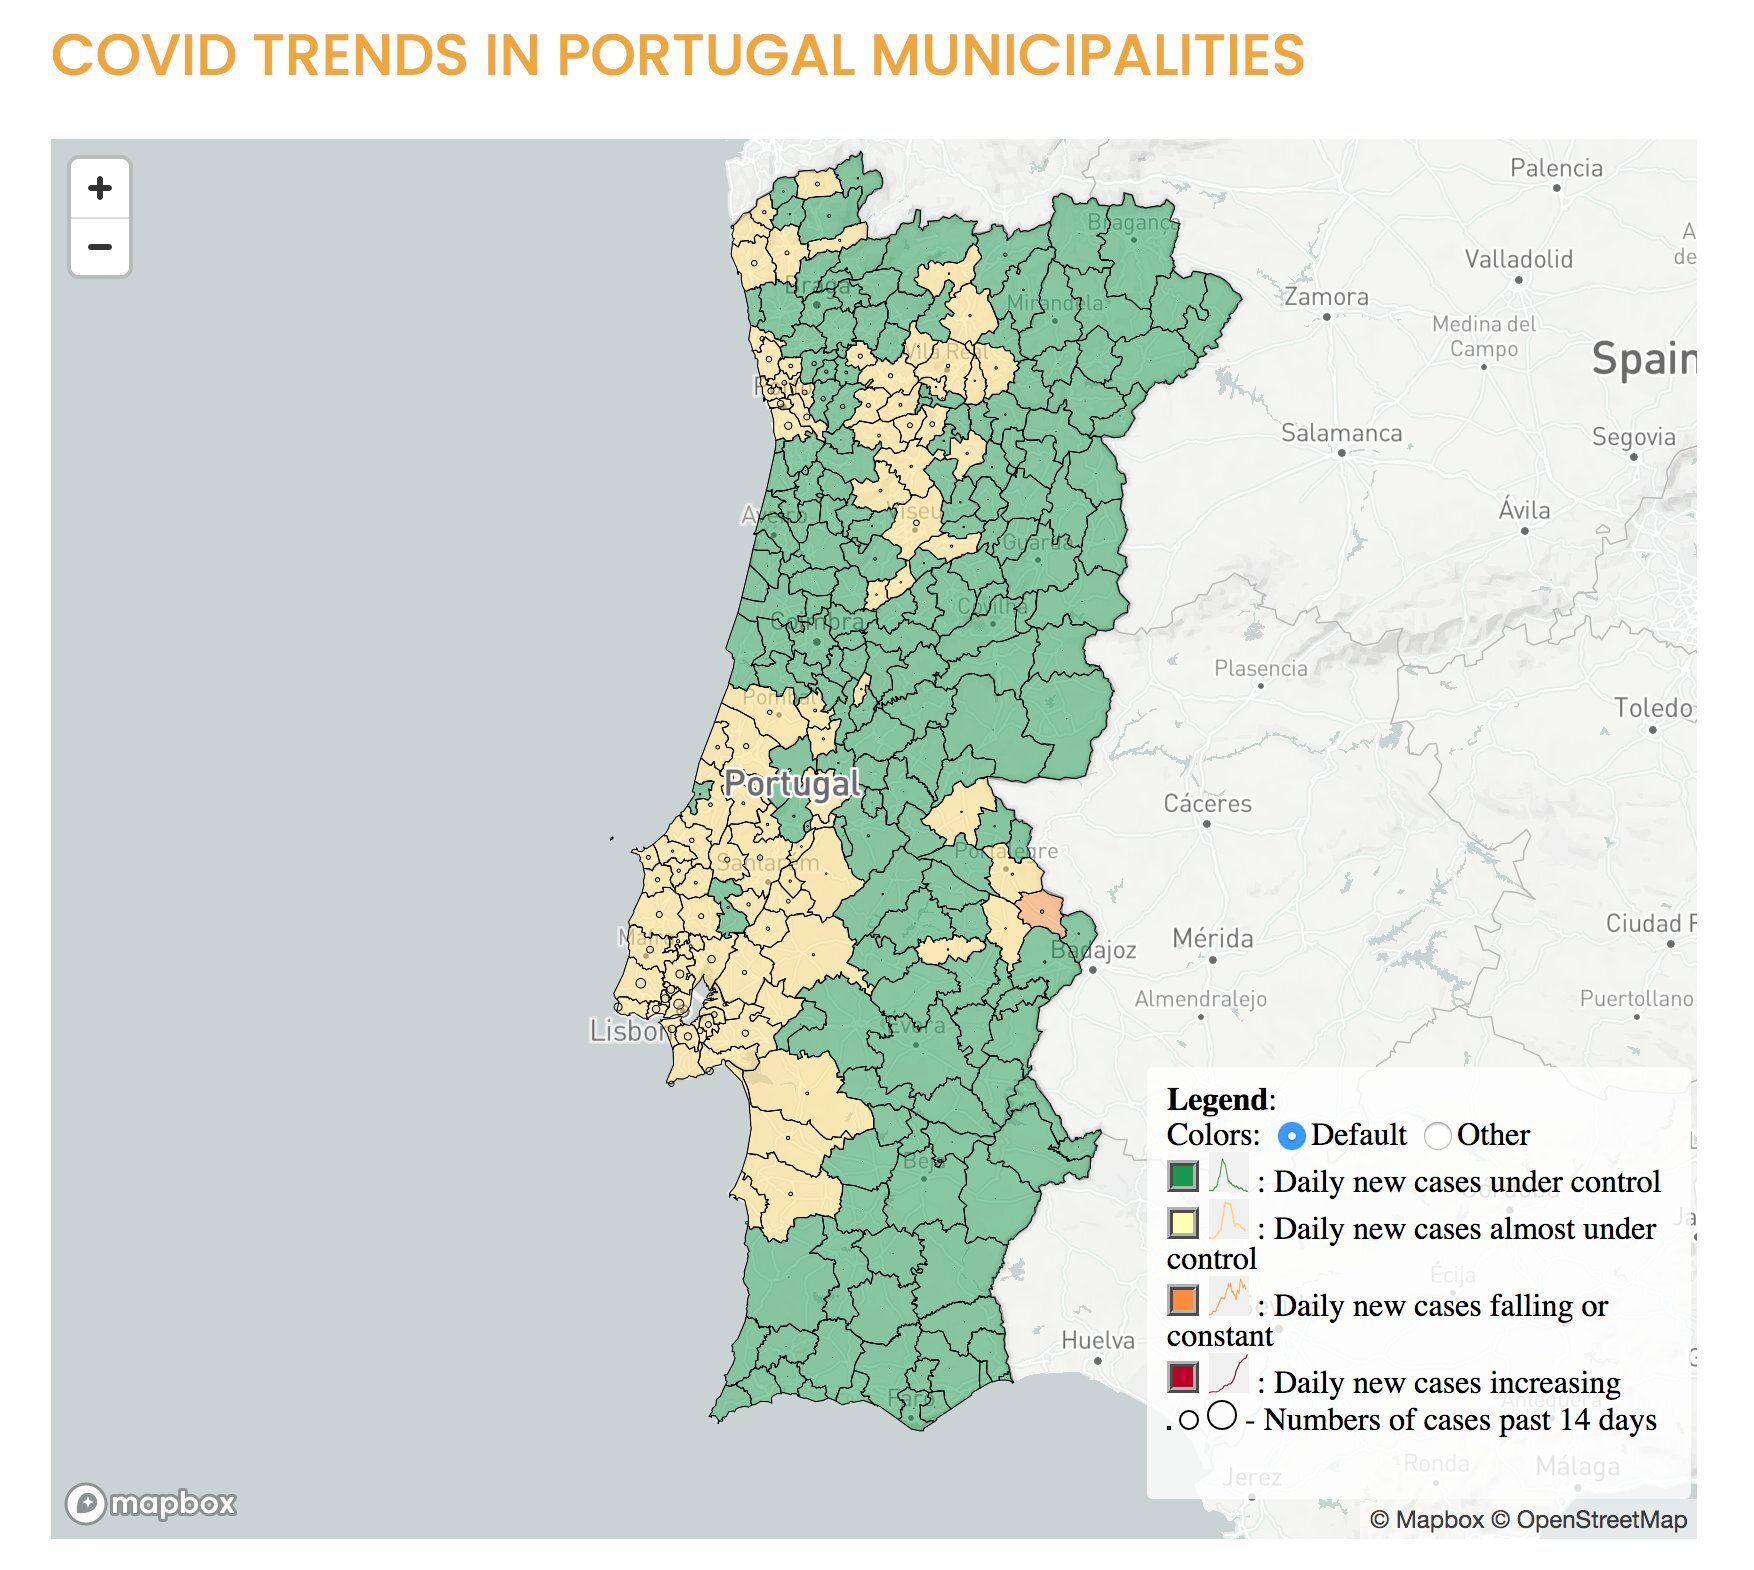 COVID TRENDS IN PORTUGAL MUNICIPALITIES
+
−
Palencia
Bragança
Valladolid
Zamora
Mirandela
Medina del
Campo
Braga
Vila Real
Spain
Salamanca
Segovia
Aveiro
Viseu
Ávila
Guarda
Covilhã
Coimbra
Plasencia
Pombal
Toledo
Portugal
Cáceres
Portalegre
Santarém
Ciudad R
Mafra
Badajoz
Mérida
Almendralejo
Puertollano
Lisbon
Évora
Beja
Huelva
Faro
Legend:
Colors: Default Other
: Daily new cases under control
: Daily new cases almost under
control
: Daily new cases falling or
constant
: Daily new cases increasing
- Numbers of cases past 14 days
Écija
Antequera
Ronda
Málaga
Jerez
mapbox
© Mapbox © OpenStreetMap